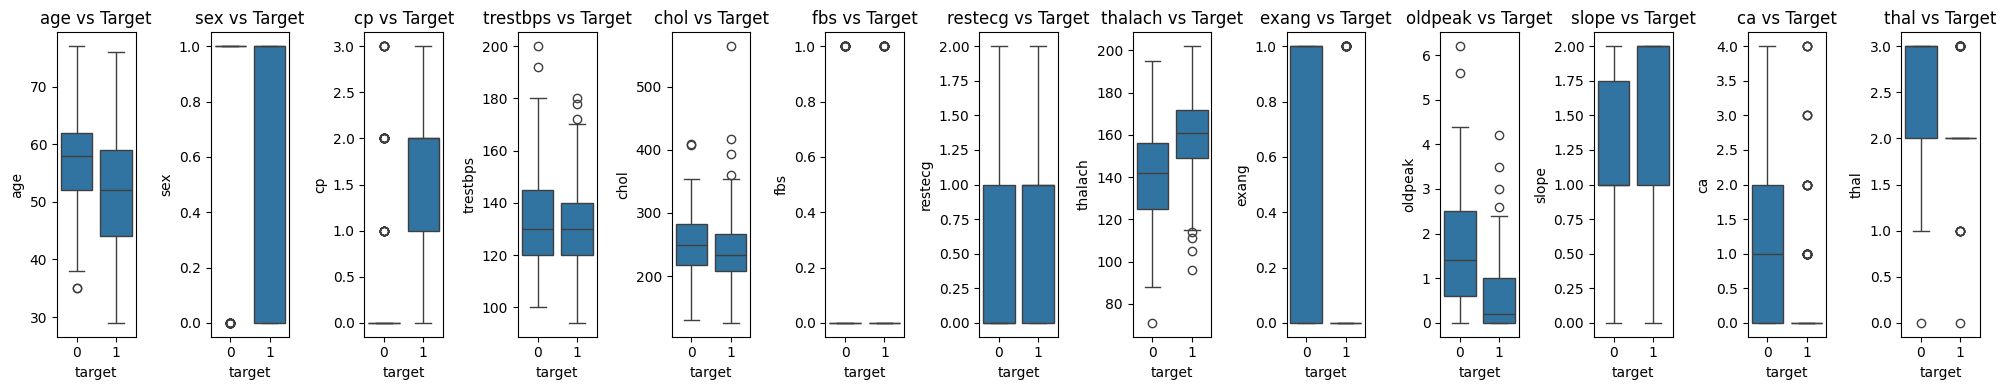 age vs Target
sex vs Target
cp vs Target
trestbps vs Target
chol vs Target
fbs vs Target
restecg vs Target
thalach vs Target
exang vs Target
oldpeak vs Target
slope vs Target
ca vs Target
thal vs Target
age
70
60
50
40
30
0 1
target
sex
1.0
0.8
0.6
0.4
0.2
0.0
0 1
target
cp
3.0
2.5
2.0
1.5
1.0
0.5
0.0
0 1
target
trestbps
200
180
160
140
120
100
0 1
target
chol
500
400
300
200
0 1
target
fbs
1.0
0.8
0.6
0.4
0.2
0.0
0 1
target
restecg
2.00
1.75
1.50
1.25
1.00
0.75
0.50
0.25
0.00
0 1
target
thalach
200
180
160
140
120
100
80
0 1
target
exang
1.0
0.8
0.6
0.4
0.2
0.0
0 1
target
oldpeak
6
5
4
3
2
1
0
0 1
target
slope
2.00
1.75
1.50
1.25
1.00
0.75
0.50
0.25
0.00
0 1
target
ca
4.0
3.5
3.0
2.5
2.0
1.5
1.0
0.5
0.0
0 1
target
thal
3.0
2.5
2.0
1.5
1.0
0.5
0.0
0 1
target